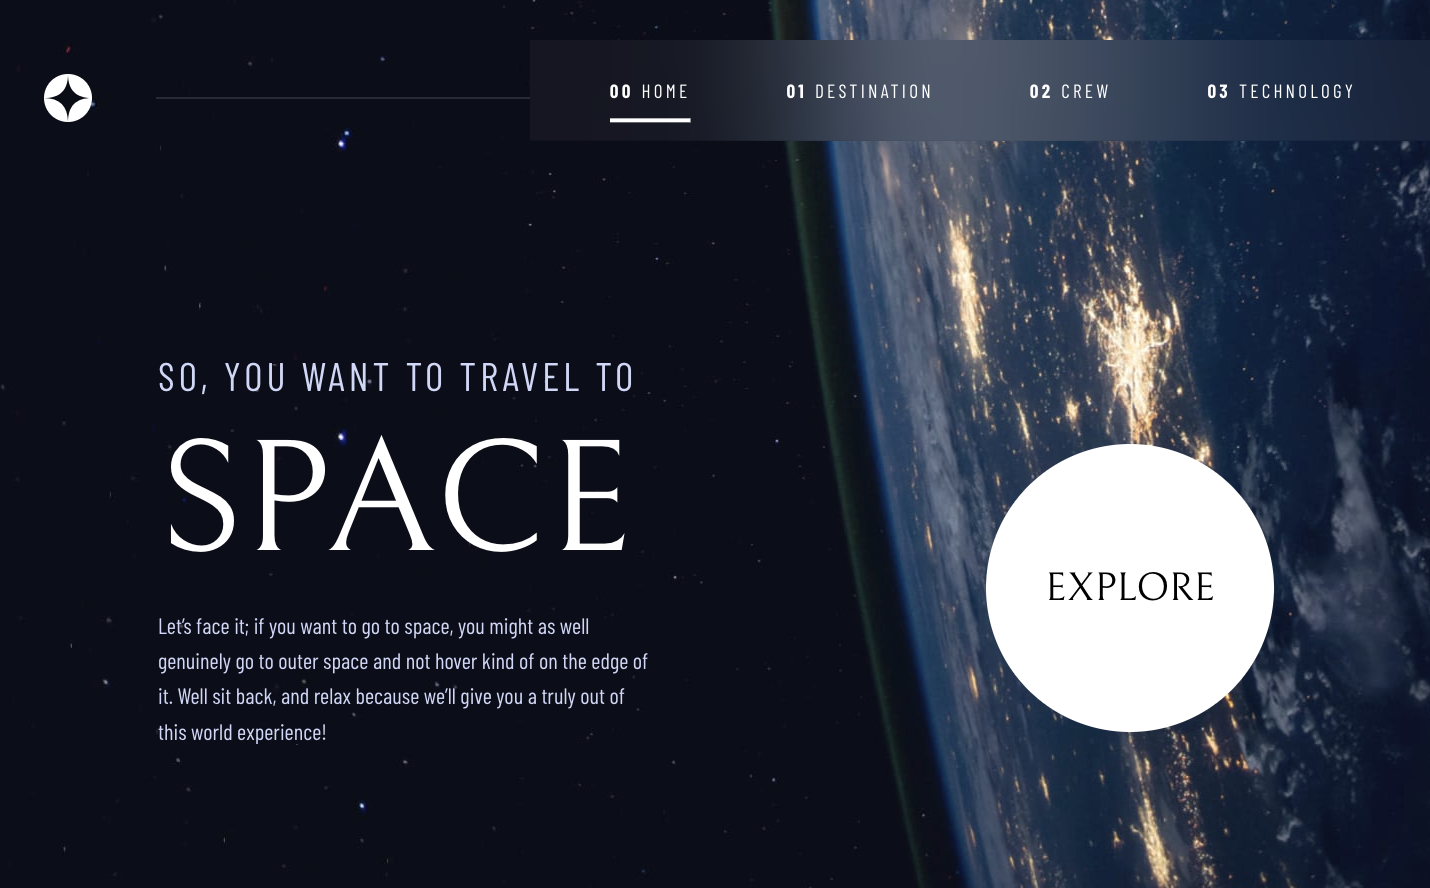 00 HOME 01 DESTINATION 02 CREW 03 TECHNOLOGY
SO, YOU WANT TO TRAVEL TO
SPACE
Let’s face it; if you want to go to space, you might as well
genuinely go to outer space and not hover kind of on the edge of
it. Well sit back, and relax because we’ll give you a truly out of
this world experience!
EXPLORE